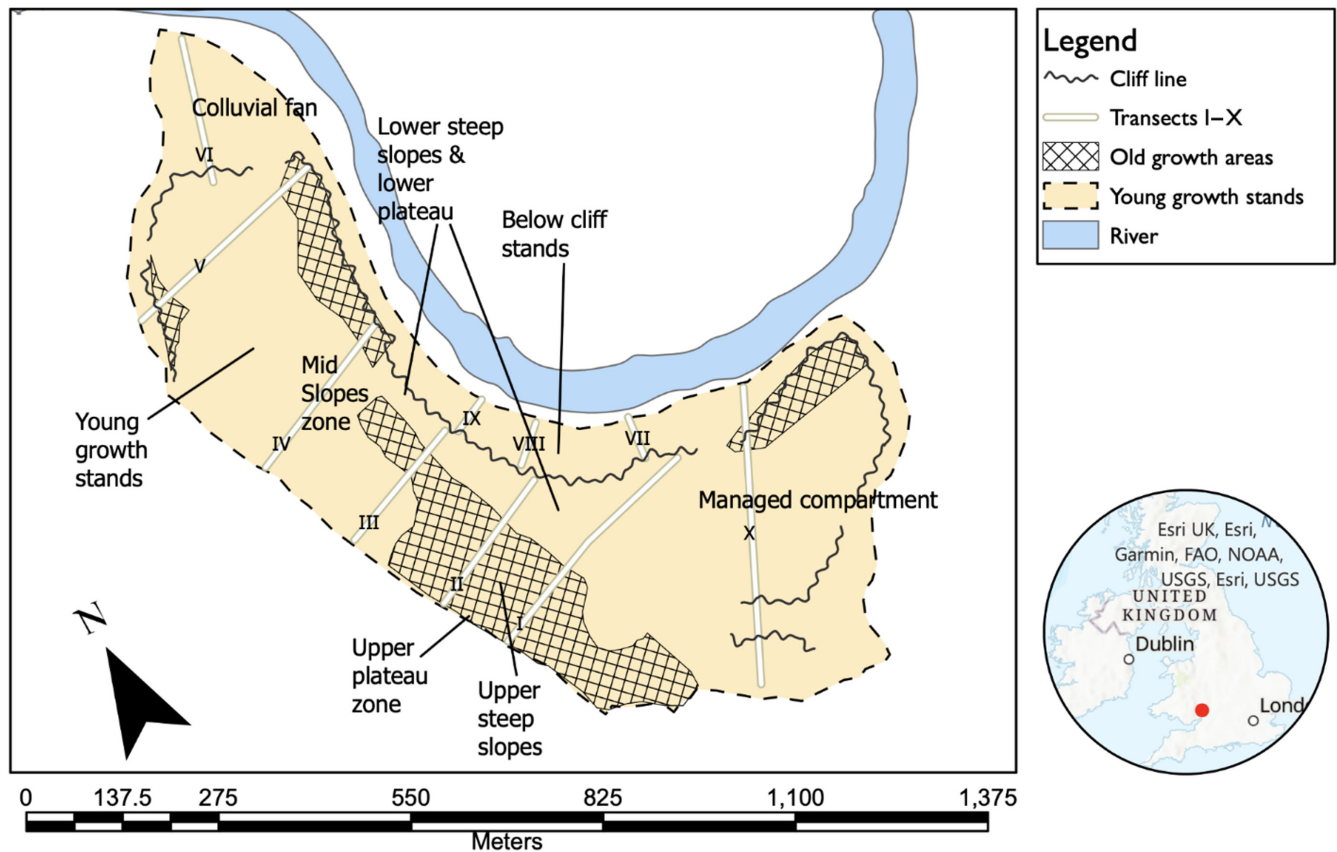 Colluvial fan
VI
Lower steep
slopes &
lower
plateau
Below cliff
stands
V
Mid
Slopes
zone
IX
VIII
VII
Young
growth
stands
IV
III
Managed compartment
X
II
I
N
Upper
plateau
zone
Upper
steep
slopes
Legend
Cliff line
Transects I–X
Old growth areas
Young growth stands
River
Esri UK, Esri,
Garmin, FAO, NOAA,
USGS, Esri, USGS
UNITED
KINGDOM
Dublin
Lond
0 137.5 275 550 825 1,100 1,375
Meters